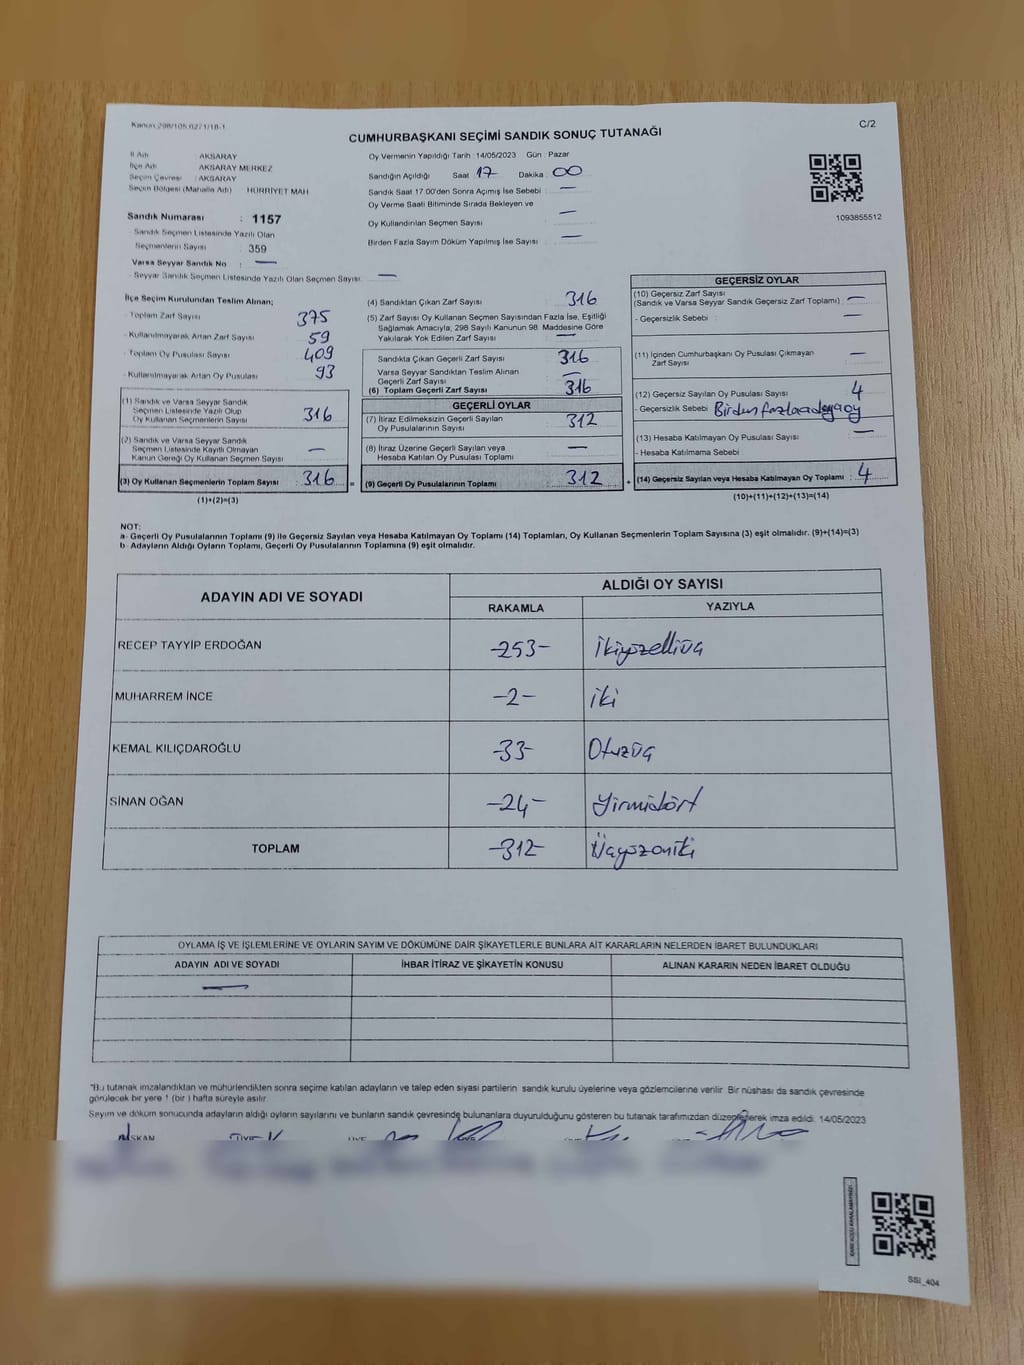 Kanun 298/105,627/1/18-1
C/2
CUMHURBAŞKANI SEÇİMİ SANDIK SONUÇ TUTANAĞI
İl Adı AKSARAY
İlçe Adı AKSARAY MERKEZ
Seçim Çevresi : AKSARAY
Seçim Bölgesi (Mahalle Adı) HÜRRİYET MAH
Sandık Numarası : 1157
- Sandık Seçmen Listesinde Yazılı Olan
Seçmenlerin Sayısı 359
Varsa Seyyar Sandık No : —
- Seyyar Sandık Seçmen Listesinde Yazılı Olan Seçmen Sayısı —
Oy Vermenin Yapıldığı Tarih : 14/05/2023 Gün : Pazar
Sandığın Açıldığı Saat 17 Dakika 00
Sandık Saat 17.00'den Sonra Açılmış İse Sebebi : —
Oy Verme Saati Bitiminde Sırada Bekleyen ve
Oy Kullandırılan Seçmen Sayısı —
Birden Fazla Sayım Döküm Yapılmış İse Sayısı —
1093855512
İlçe Seçim Kurulundan Teslim Alınan;
- Toplam Zarf Sayısı 375
- Kullanılmayarak Artan Zarf Sayısı 59
- Toplam Oy Pusulası Sayısı 409
- Kullanılmayarak Artan Oy Pusulası 93
(1) Sandık ve Varsa Seyyar Sandık
Seçmen Listesinde Yazılı Olup
Oy Kullanan Seçmenlerin Sayısı 316
(2) Sandık ve Varsa Seyyar Sandık
Seçmen Listesinde Kayıtlı Olmayan
Kanun Gereği Oy Kullanan Seçmen Sayısı —
(3) Oy Kullanan Seçmenlerin Toplam Sayısı : 316 =
(1)+(2)=(3)
(4) Sandıktan Çıkan Zarf Sayısı 316
(5) Zarf Sayısı Oy Kullanan Seçmen Sayısından Fazla İse, Eşitliği
Sağlamak Amacıyla, 298 Sayılı Kanunun 98. Maddesine Göre
Yakılarak Yok Edilen Zarf Sayısı —
Sandıkta Çıkan Geçerli Zarf Sayısı 316
Varsa Seyyar Sandıktan Teslim Alınan
Geçerli Zarf Sayısı —
(6) Toplam Geçerli Zarf Sayısı 316
GEÇERLİ OYLAR
(7) İtiraz Edilmeksizin Geçerli Sayılan
Oy Pusulalarının Sayısı 312
(8) İtiraz Üzerine Geçerli Sayılan veya
Hesaba Katılan Oy Pusulası Toplamı —
(9) Geçerli Oy Pusulalarının Toplamı 312 +
GEÇERSİZ OYLAR
(10) Geçersiz Zarf Sayısı
(Sandık ve Varsa Seyyar Sandık Geçersiz Zarf Toplamı) —
- Geçersizlik Sebebi : —
(11) İçinden Cumhurbaşkanı Oy Pusulası Çıkmayan
Zarf Sayısı —
(12) Geçersiz Sayılan Oy Pusulası Sayısı 4
- Geçersizlik Sebebi Birden fazla adaya oy
(13) Hesaba Katılmayan Oy Pusulası Sayısı —
- Hesaba Katılmama Sebebi
(14) Geçersiz Sayılan veya Hesaba Katılmayan Oy Toplamı : 4
(10)+(11)+(12)+(13)=(14)
NOT:
a- Geçerli Oy Pusulalarının Toplamı (9) ile Geçersiz Sayılan veya Hesaba Katılmayan Oy Toplamı (14) Toplamları, Oy Kullanan Seçmenlerin Toplam Sayısına (3) eşit olmalıdır. (9)+(14)=(3)
b- Adayların Aldığı Oyların Toplamı, Geçerli Oy Pusulalarının Toplamına (9) eşit olmalıdır.
ADAYIN ADI VE SOYADI ALDIĞI OY SAYISI
RAKAMLA YAZIYLA
RECEP TAYYİP ERDOĞAN -253- İkiyüzelliüç
MUHARREM İNCE -2- iki
KEMAL KILIÇDAROĞLU -33- Otuzüç
SİNAN OĞAN -24- Yirmidört
TOPLAM -312- Üçyüzoniki
OYLAMA İŞ VE İŞLEMLERİNE VE OYLARIN SAYIM VE DÖKÜMÜNE DAİR ŞİKAYETLERLE BUNLARA AİT KARARLARIN NELERDEN İBARET BULUNDUKLARI
ADAYIN ADI VE SOYADI İHBAR İTİRAZ VE ŞİKAYETİN KONUSU ALINAN KARARIN NEDEN İBARET OLDUĞU
—
"Bu tutanak imzalandıktan ve mühürlendikten sonra seçime katılan adayların ve talep eden siyasi partilerin sandık kurulu üyelerine veya gözlemcilerine verilir. Bir nüshası da sandık çevresinde
görülecek bir yere 1 (bir ) hafta süreyle asılır.
Sayım ve döküm sonucunda adayların aldığı oyların sayılarını ve bunların sandık çevresinde bulunanlara duyurulduğunu gösteren bu tutanak tarafımızdan düzenlenerek imza edildi. 14/05/2023
SSI_404